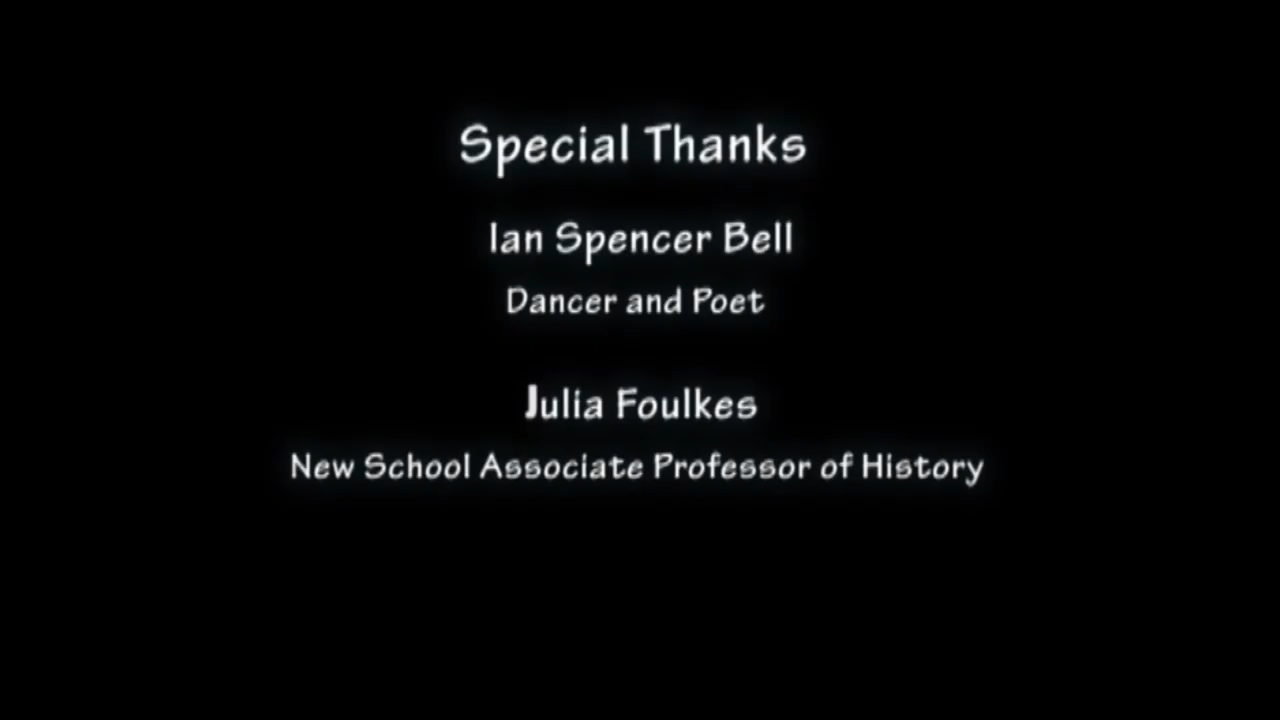 Special Thanks
Ian Spencer Bell
Dancer and Poet
Julia Foulkes
New School Associate Professor of History